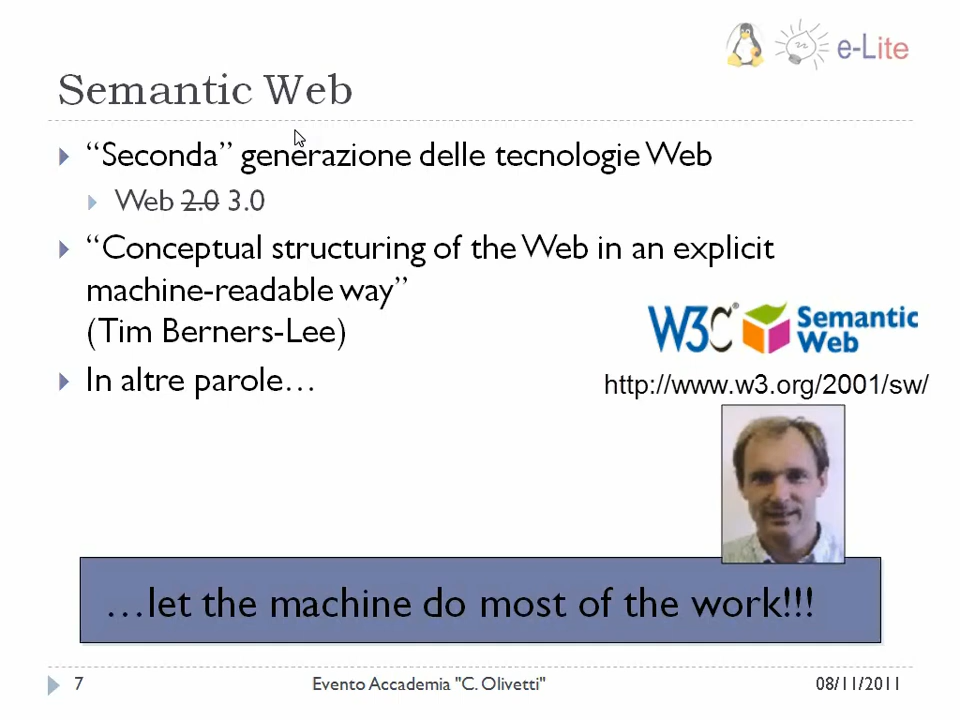 e-Lite
Semantic Web
“Seconda” generazione delle tecnologie Web
Web 2.0 3.0
“Conceptual structuring of the Web in an explicit
machine-readable way”
(Tim Berners-Lee)
In altre parole…
W3C® Semantic
Web
http://www.w3.org/2001/sw/
…let the machine do most of the work!!!
7 Evento Accademia "C. Olivetti" 08/11/2011